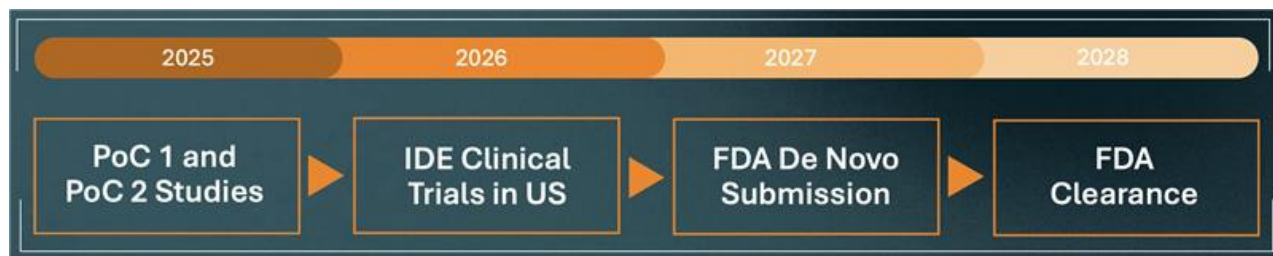 2025 2026 2027 2028
PoC 1 and
PoC 2 Studies
IDE Clinical
Trials in US
FDA De Novo
Submission
FDA
Clearance